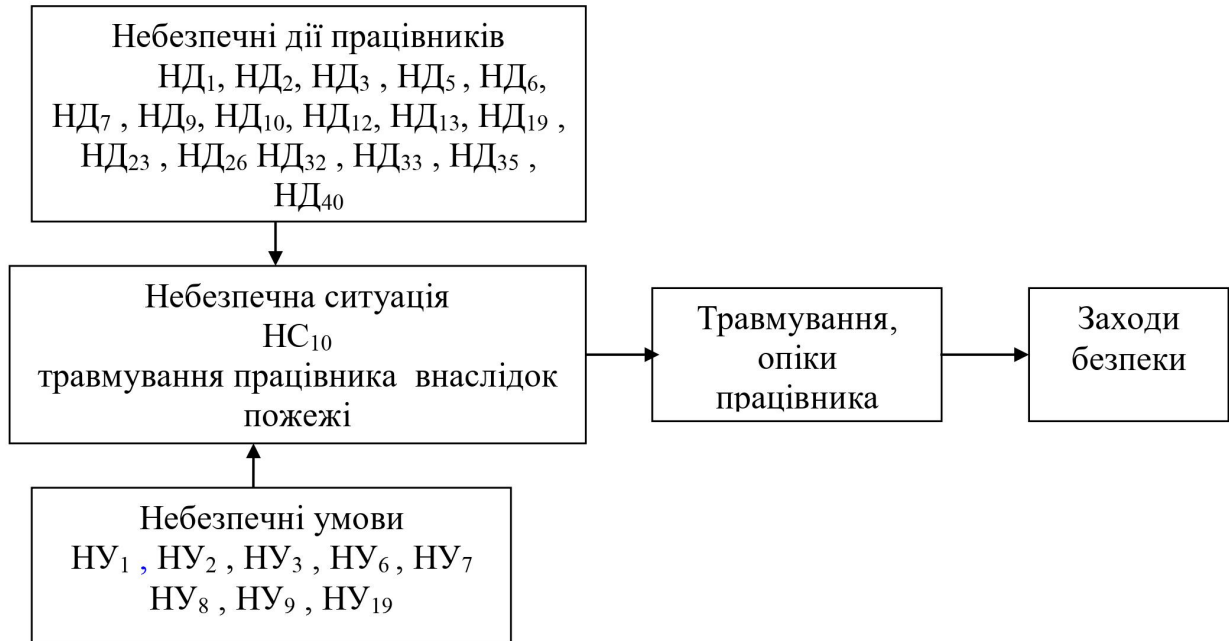 Небезпечні дії працівників
НД₁, НД₂, НД₃ , НД₅ , НД₆,
НД₇ , НД₉, НД₁₀, НД₁₂, НД₁₃, НД₁₉ ,
НД₂₃ , НД₂₆ НД₃₂ , НД₃₃ , НД₃₅ ,
НД₄₀
Небезпечна ситуація
НС₁₀
травмування працівника внаслідок
пожежі
Травмування,
опіки
працівника
Заходи
безпеки
Небезпечні умови
НУ₁ , НУ₂ , НУ₃ , НУ₆ , НУ₇
НУ₈ , НУ₉ , НУ₁₉